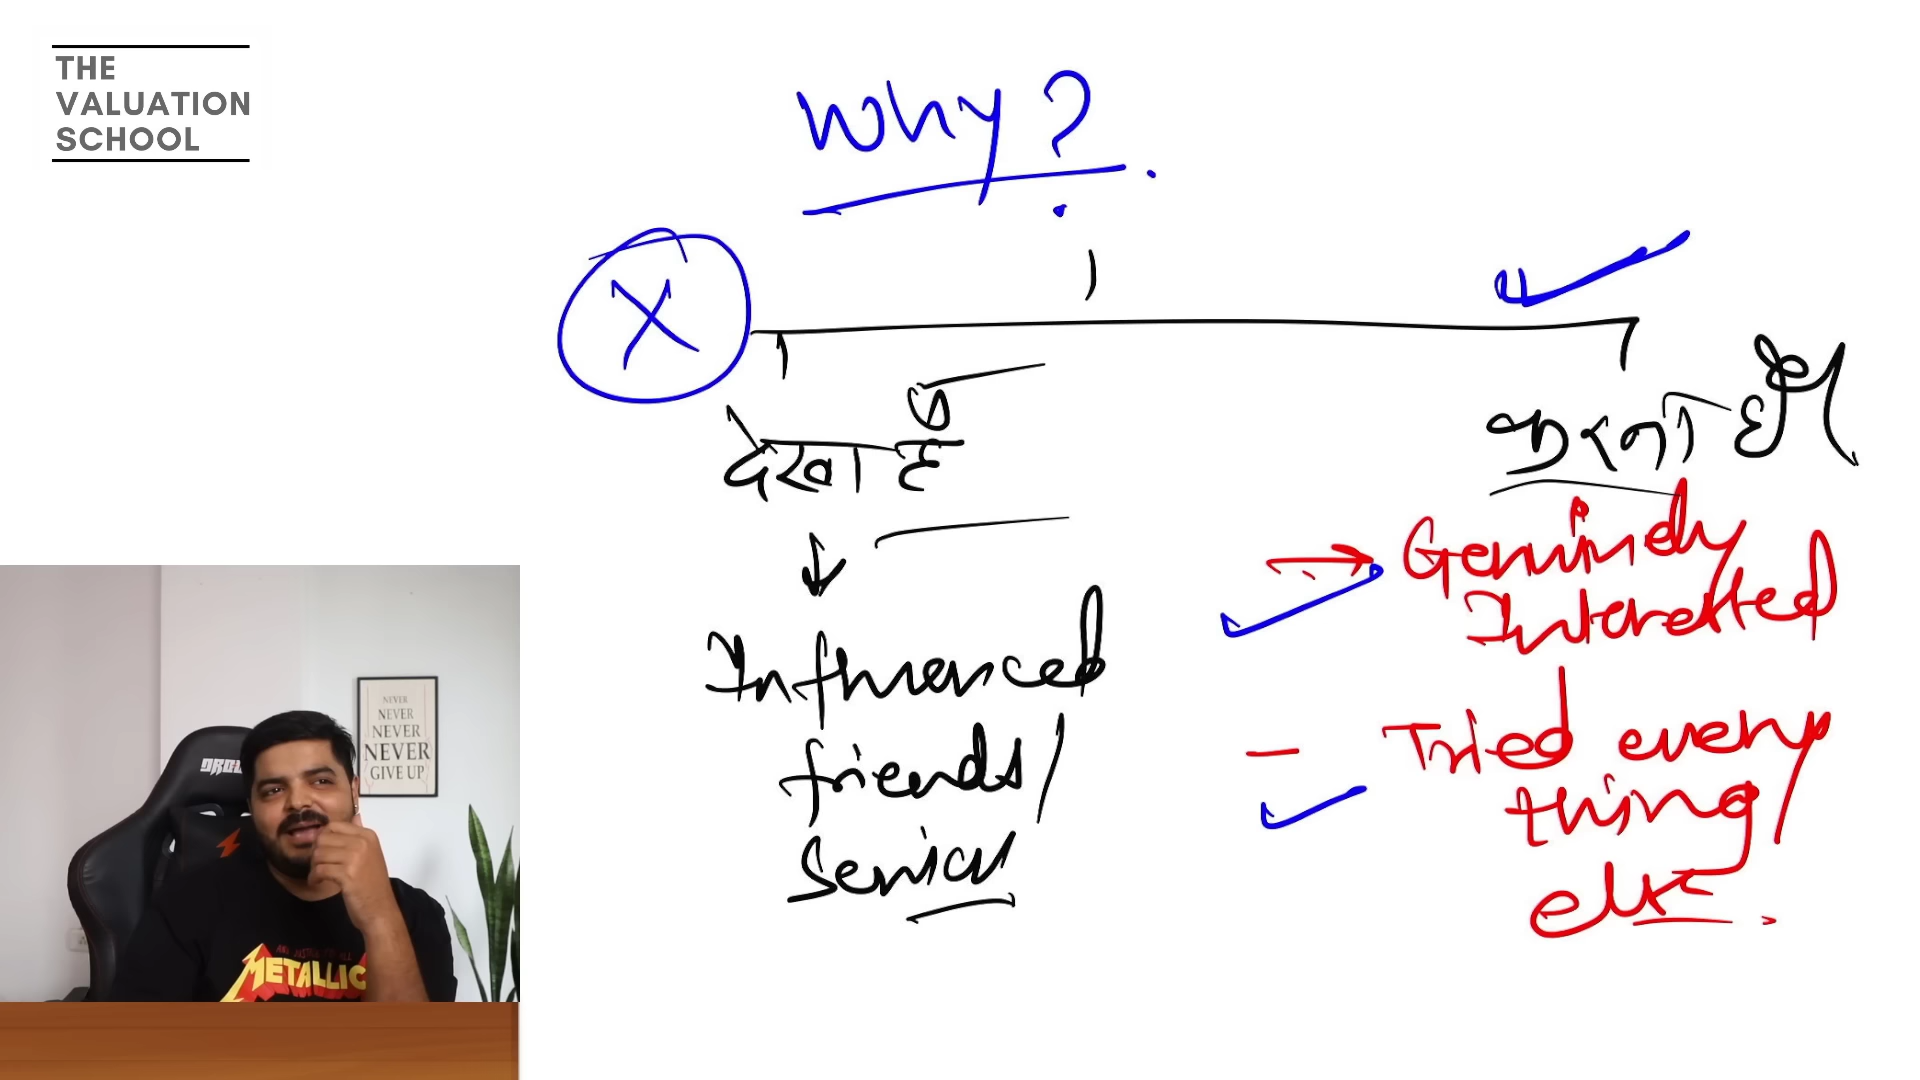 THE
VALUATION
SCHOOL
Why?
X
देखा है
Influenced
friends/
Senior
करना है
Genuinely
Interested
Tried every
thing/
else
NEVER
NEVER
NEVER
NEVER
GIVE UP
METALLIC